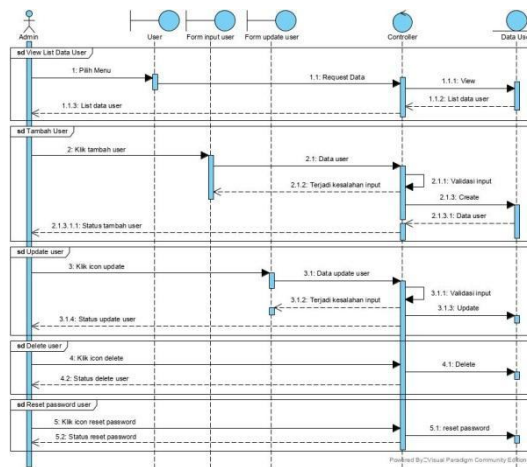 Admin
User
Form input user
Form update user
Controller
Data User
sd View List Data User
1: Pilih Menu
1.1: Request Data
1.1.1: View
1.1.2: List data user
1.1.3: List data user
sd Tambah User
2: Klik tambah user
2.1: Data user
2.1.1: Validasi input
2.1.2: Terjadi kesalahan input
2.1.3: Create
2.1.3.1: Data user
2.1.3.1.1: Status tambah user
sd Update user
3: Klik icon update
3.1: Data update user
3.1.1: Validasi input
3.1.2: Terjadi kesalahan input
3.1.3: Update
3.1.4: Status update user
sd Delete user
4: Klik icon delete
4.1: Delete
4.2: Status delete user
sd Reset password user
5: Klik icon reset password
5.1: reset password
5.2: Status reset password
Powered By Visual Paradigm Community Edition